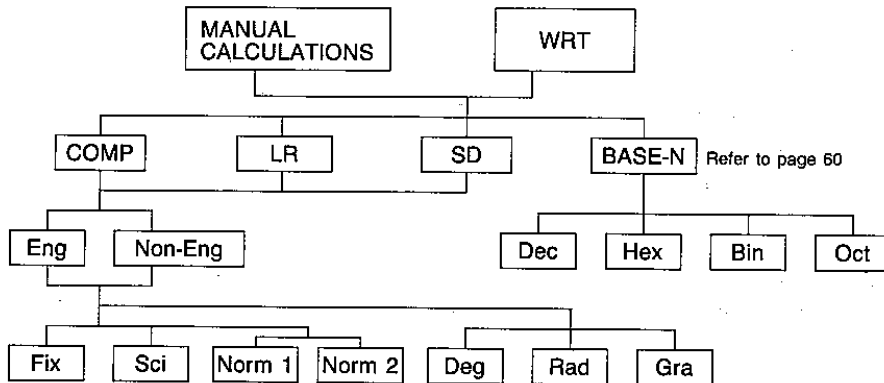 MANUAL
CALCULATIONS
WRT
COMP
LR
SD
BASE-N
Refer to page 60
Eng
Non-Eng
Dec
Hex
Bin
Oct
Fix
Sci
Norm 1
Norm 2
Deg
Rad
Gra